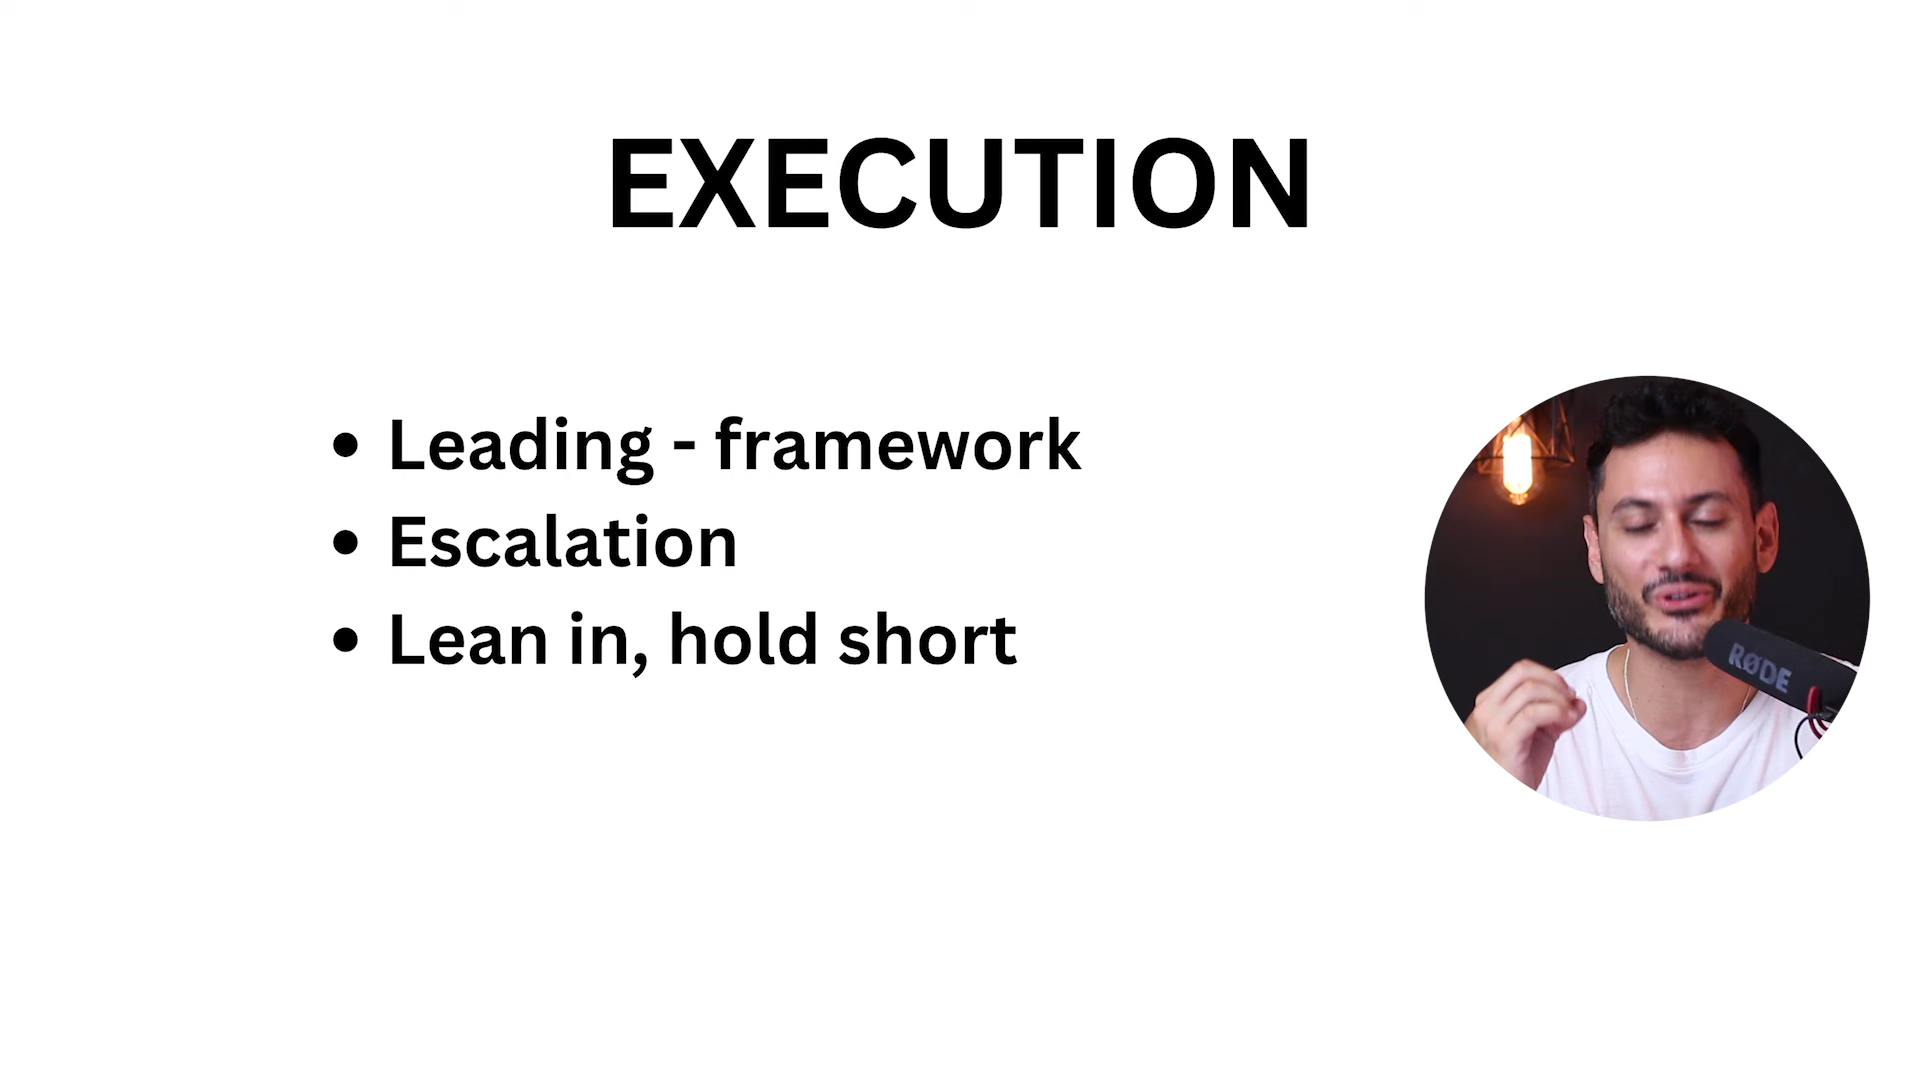 EXECUTION
• Leading - framework
• Escalation
• Lean in, hold short
RØDE